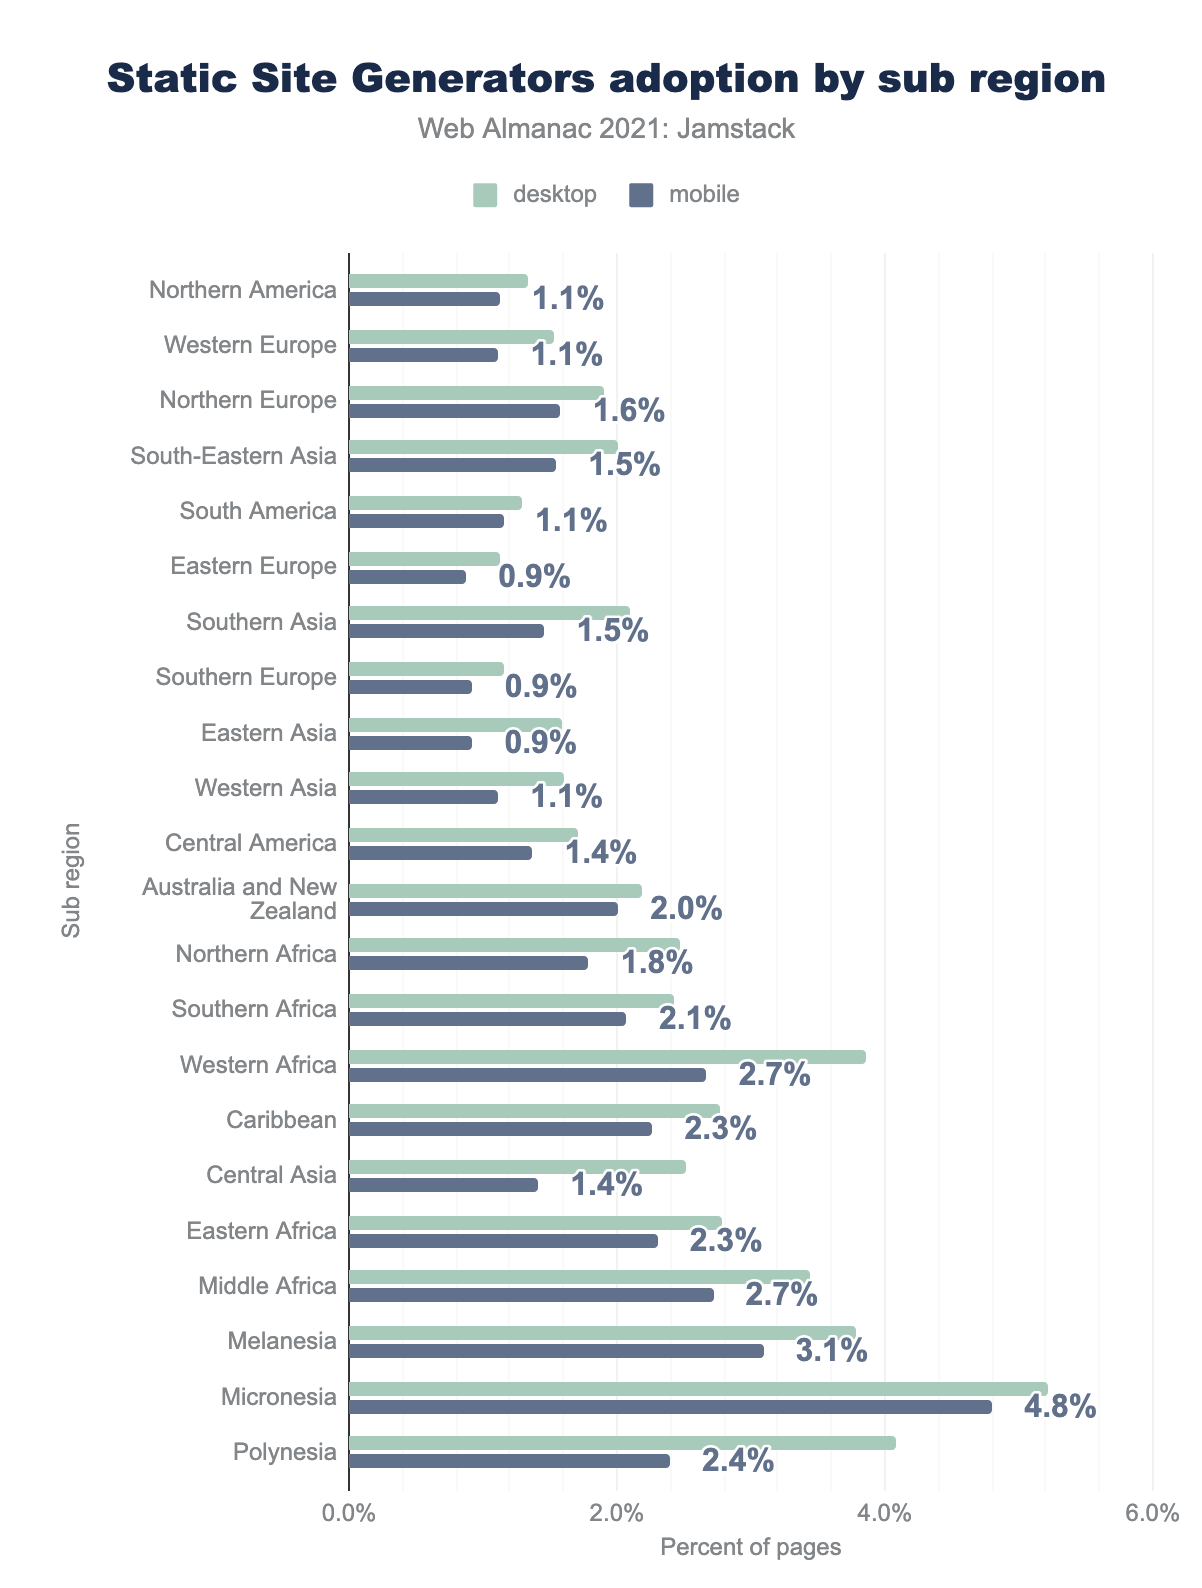 Static Site Generators adoption by sub region
Web Almanac 2021: Jamstack
desktop
mobile
Northern America
1.1%
Western Europe
1.1%
Northern Europe
1.6%
South-Eastern Asia
1.5%
South America
1.1%
Eastern Europe
0.9%
Southern Asia
1.5%
Southern Europe
0.9%
Eastern Asia
0.9%
Western Asia
1.1%
Central America
1.4%
Australia and New
Zealand
2.0%
Northern Africa
1.8%
Southern Africa
2.1%
Western Africa
2.7%
Caribbean
2.3%
Central Asia
1.4%
Eastern Africa
2.3%
Middle Africa
2.7%
Melanesia
3.1%
Micronesia
4.8%
Polynesia
2.4%
Sub region
0.0%
2.0%
4.0%
6.0%
Percent of pages